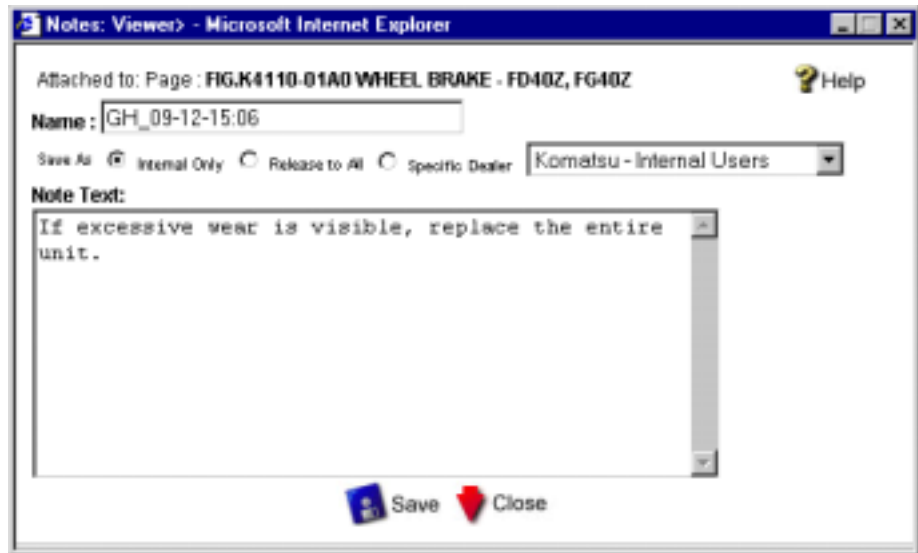 Notes: Viewer> - Microsoft Internet Explorer
Attached to: Page : FIG.K4110-01A0 WHEEL BRAKE - FD40Z, FG40Z
Help
Name : GH_09-12-15:06
Save As Internal Only Release to All Specific Dealer Komatsu - Internal Users
Note Text:
If excessive wear is visible, replace the entire
unit.
Save Close